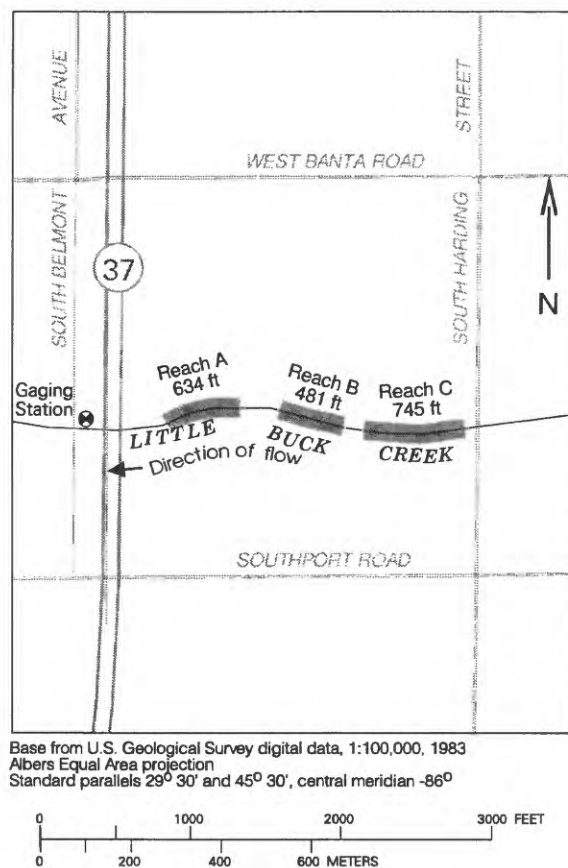 AVENUE
STREET
WEST BANTA ROAD
SOUTH BELMONT
SOUTH HARDING
37
N
Reach A
634 ft
Reach B
481 ft
Reach C
745 ft
Gaging
Station
LITTLE BUCK CREEK
Direction of flow
SOUTHPORT ROAD
Base from U.S. Geological Survey digital data, 1:100,000, 1983
Albers Equal Area projection
Standard parallels 29° 30' and 45° 30', central meridian -86°
0 1000 2000 3000 FEET
0 200 400 600 METERS